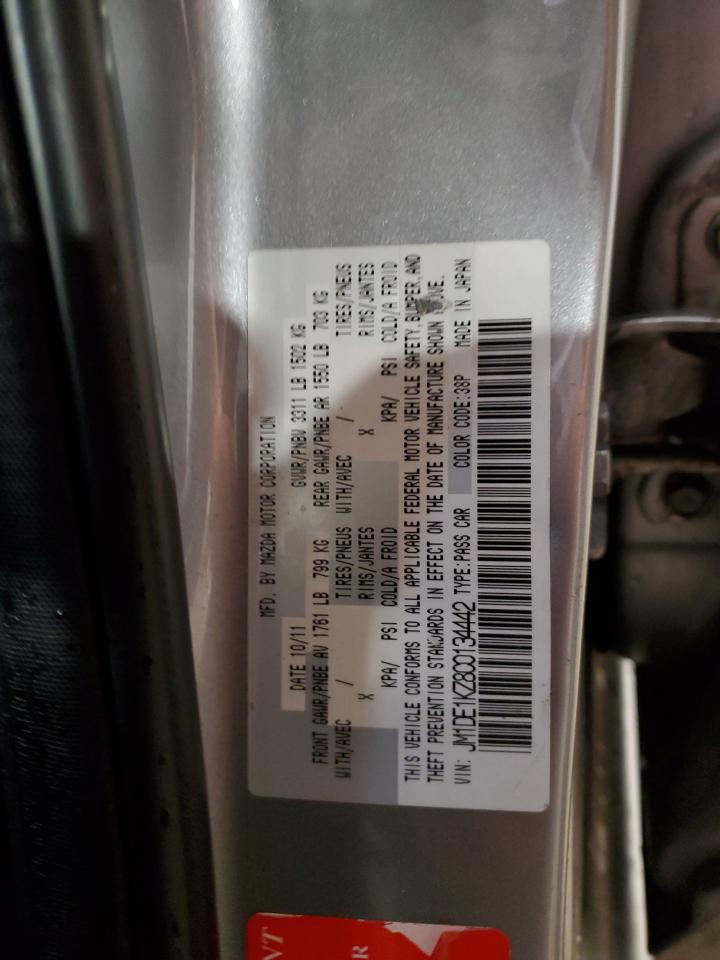 MFD. BY MAZDA MOTOR CORPORATION
DATE 10/11 GVWR/PNBV 3311 LB 1502 KG
FRONT GAWR/PNBE AV 1761 LB 799 KG REAR GAWR/PNBE AR 1550 LB 703 KG
WITH/AVEC / TIRES/PNEUS WITH/AVEC / TIRES/PNEUS
X RIMS/JANTES X RIMS/JANTES
KPA/ PSI COLD/A FROID KPA/ PSI COLD/A FROID
THIS VEHICLE CONFORMS TO ALL APPLICABLE FEDERAL MOTOR VEHICLE SAFETY, BUMPER, AND
THEFT PREVENTION STANDARDS IN EFFECT ON THE DATE OF MANUFACTURE SHOWN
VIN: JM1DE1KZ8C0134442 TYPE:PASS CAR COLOR CODE:38P MADE IN JAPAN